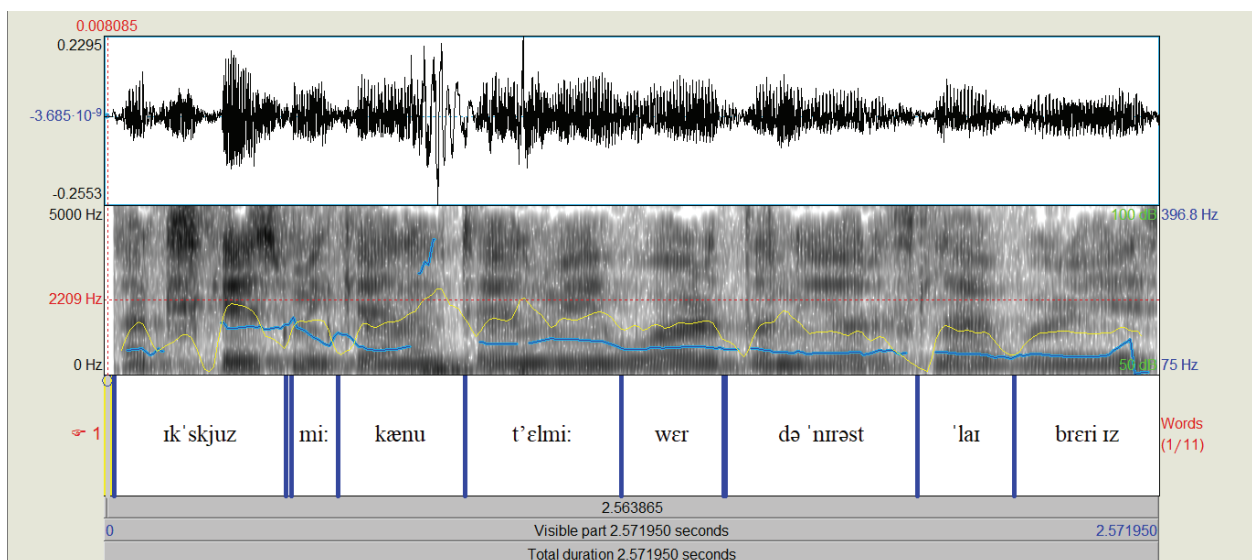 0.008085
0.2295
-3.685·10⁻⁹
-0.2553
5000 Hz 100 dB 396.8 Hz
2209 Hz
0 Hz 50 dB 75 Hz
☞ 1 ɪkˈskjuz mi: kænu t’ɛlmi: wɛr də ˈnɪrəst ˈlaɪ brɛri ɪz Words
(1/11)
2.563865
0 Visible part 2.571950 seconds 2.571950
Total duration 2.571950 seconds